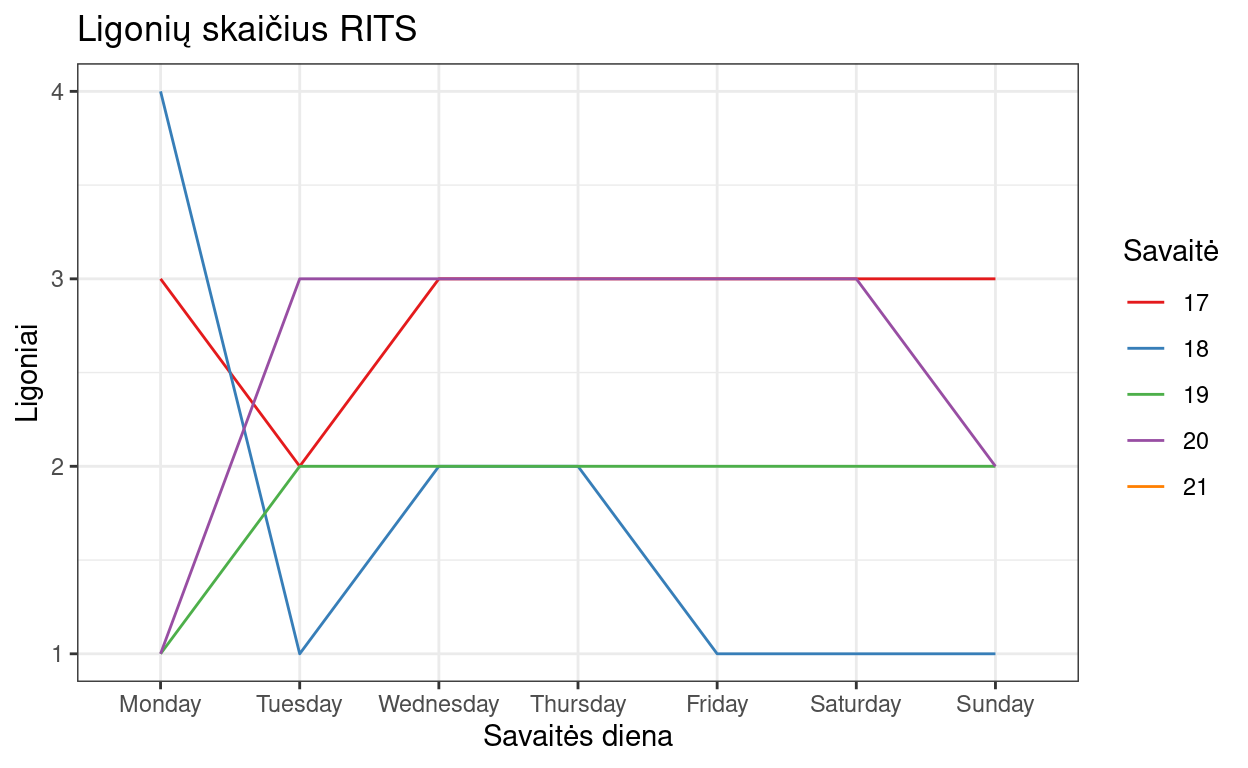 Ligonių skaičius RITS
4
3
2
1
Ligoniai
Monday Tuesday Wednesday Thursday Friday Saturday Sunday
Savaitės diena
Savaitė
17
18
19
20
21